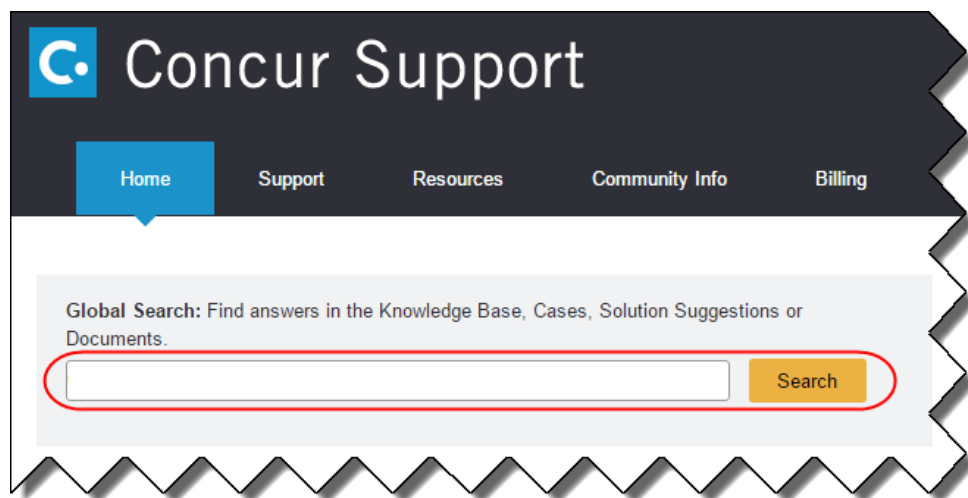 Concur Support
Home Support Resources Community Info Billing
Global Search: Find answers in the Knowledge Base, Cases, Solution Suggestions or
Documents.
Search